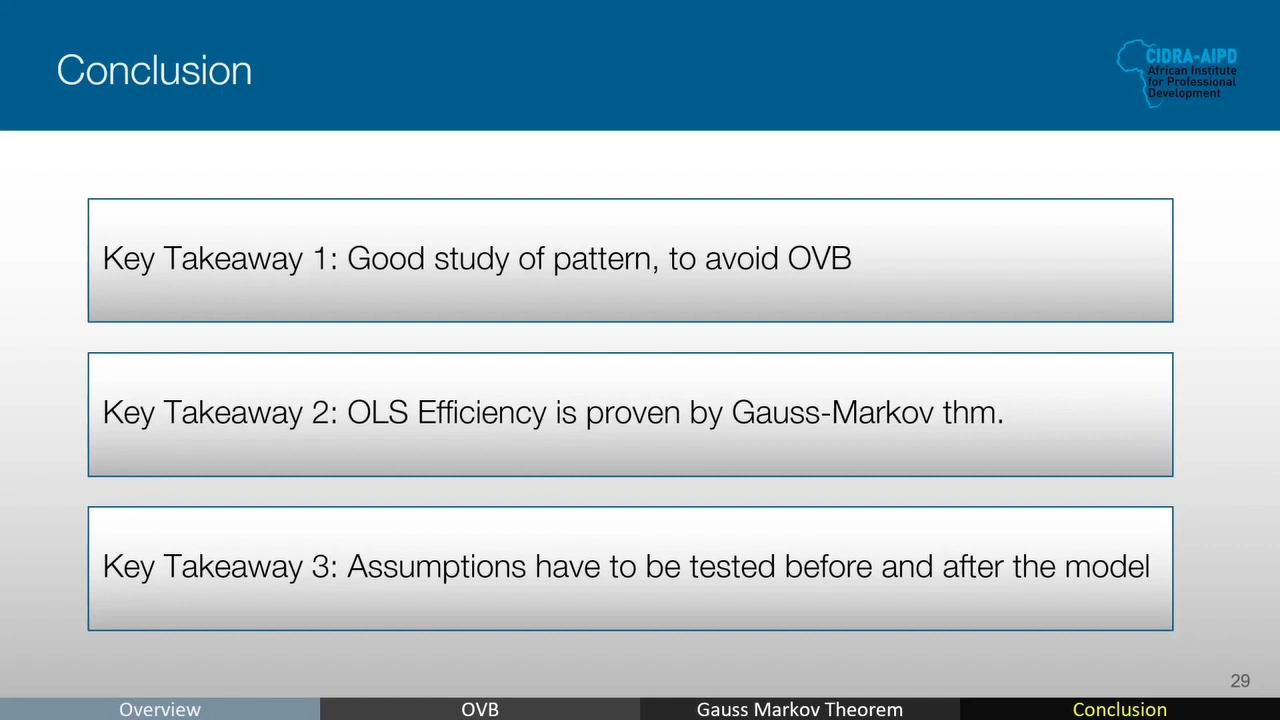 Conclusion
CIDRA-AIPD
African Institute
for Professional
Development
Key Takeaway 1: Good study of pattern, to avoid OVB
Key Takeaway 2: OLS Efficiency is proven by Gauss-Markov thm.
Key Takeaway 3: Assumptions have to be tested before and after the model
29
Overview
OVB
Gauss Markov Theorem
Conclusion